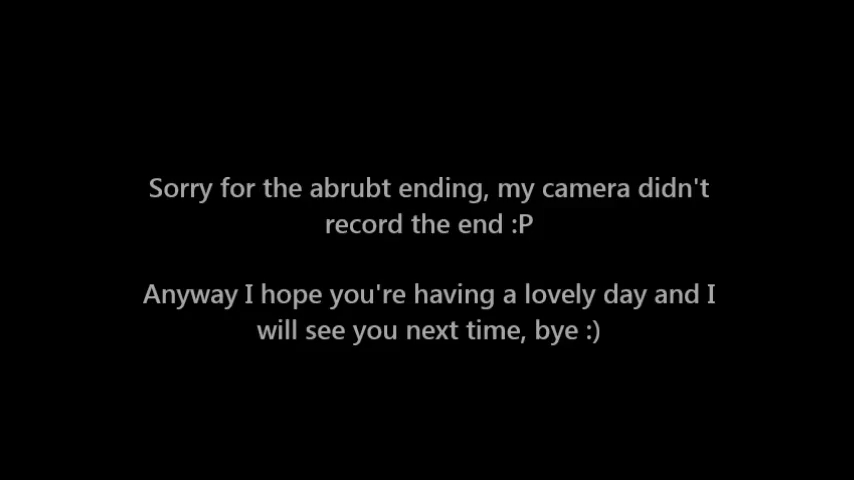 Sorry for the abrubt ending, my camera didn't
record the end :P
Anyway I hope you're having a lovely day and I
will see you next time, bye :)